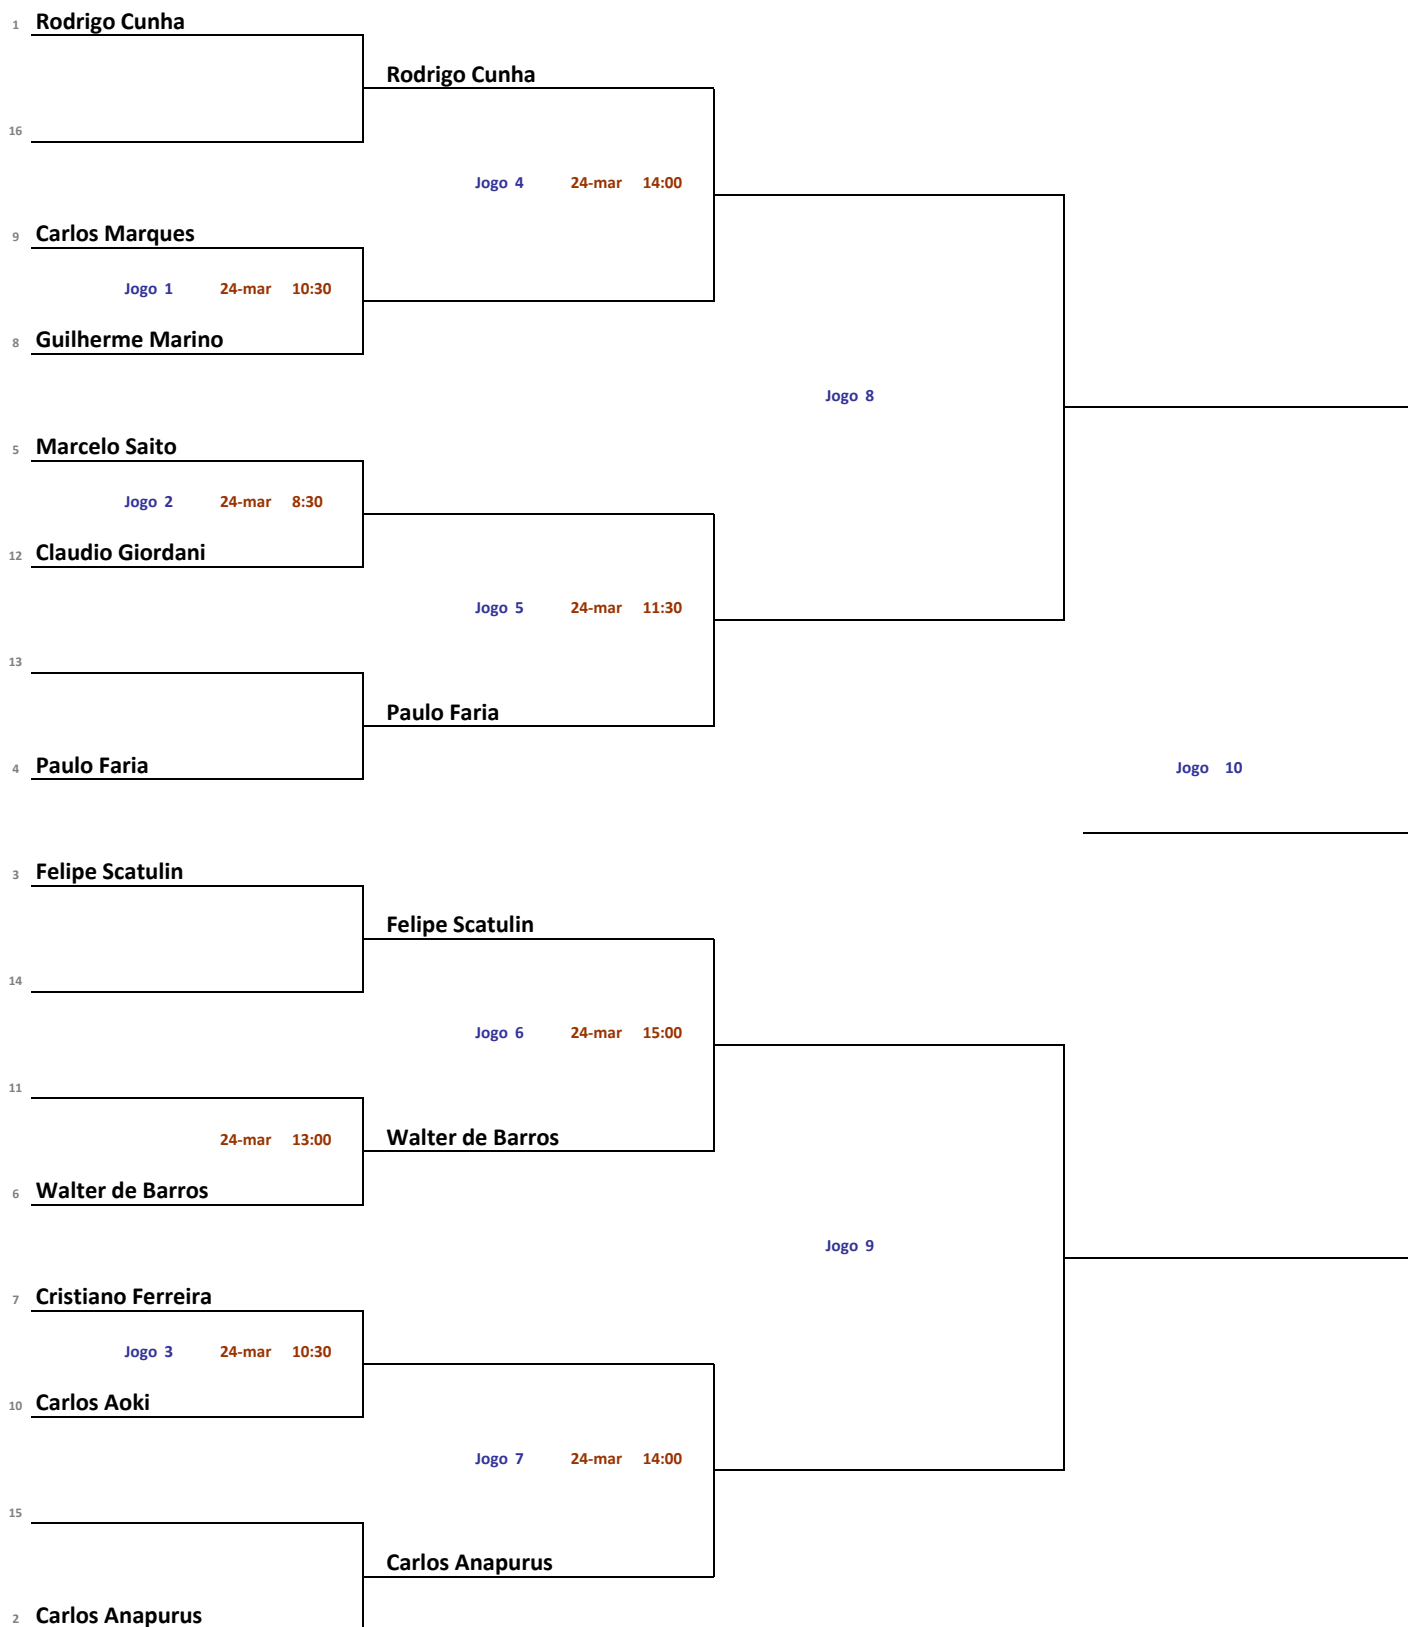 1 Rodrigo Cunha
Rodrigo Cunha
16
Jogo 4 24-mar 14:00
9 Carlos Marques
Jogo 1 24-mar 10:30
8 Guilherme Marino
Jogo 8
5 Marcelo Saito
Jogo 2 24-mar 8:30
12 Claudio Giordani
Jogo 5 24-mar 11:30
13
Paulo Faria
4 Paulo Faria
Jogo 10
3 Felipe Scatulin
Felipe Scatulin
14
Jogo 6 24-mar 15:00
11
24-mar 13:00
Walter de Barros
6 Walter de Barros
Jogo 9
7 Cristiano Ferreira
Jogo 3 24-mar 10:30
10 Carlos Aoki
Jogo 7 24-mar 14:00
15
Carlos Anapurus
2 Carlos Anapurus